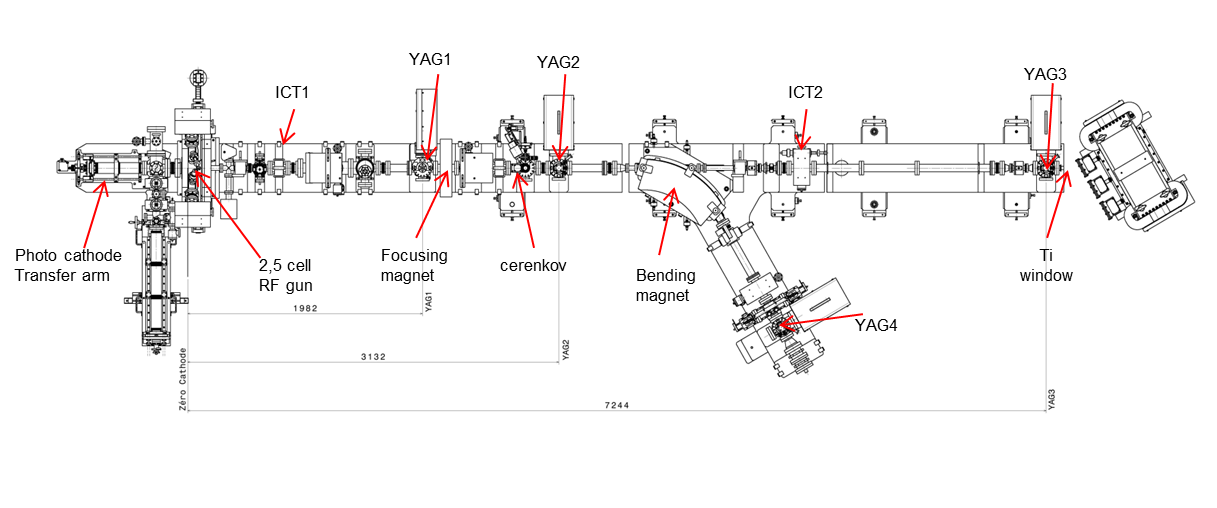 YAG1
YAG2
YAG3
ICT1
ICT2
Photo cathode
Transfer arm
2,5 cell
RF gun
Focusing
magnet
cerenkov
Bending
magnet
Ti
window
YAG4
1982
YAG1
3132
YAG2
Zéro Cathode
7244
YAG3